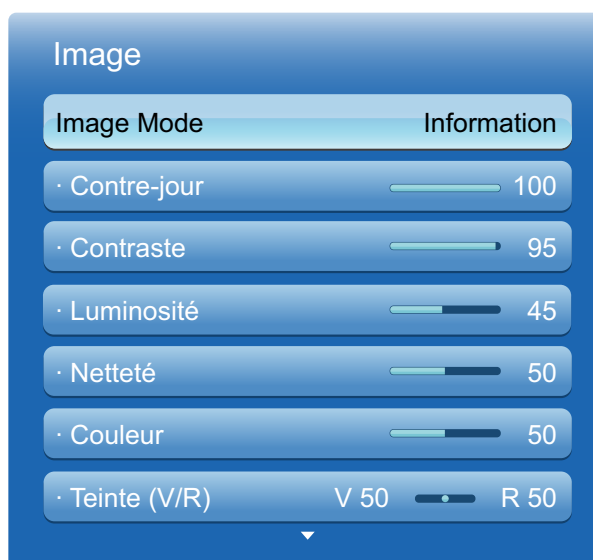 Image
Image Mode Information
· Contre-jour 100
· Contraste 95
· Luminosité 45
· Netteté 50
· Couleur 50
· Teinte (V/R) V 50 R 50